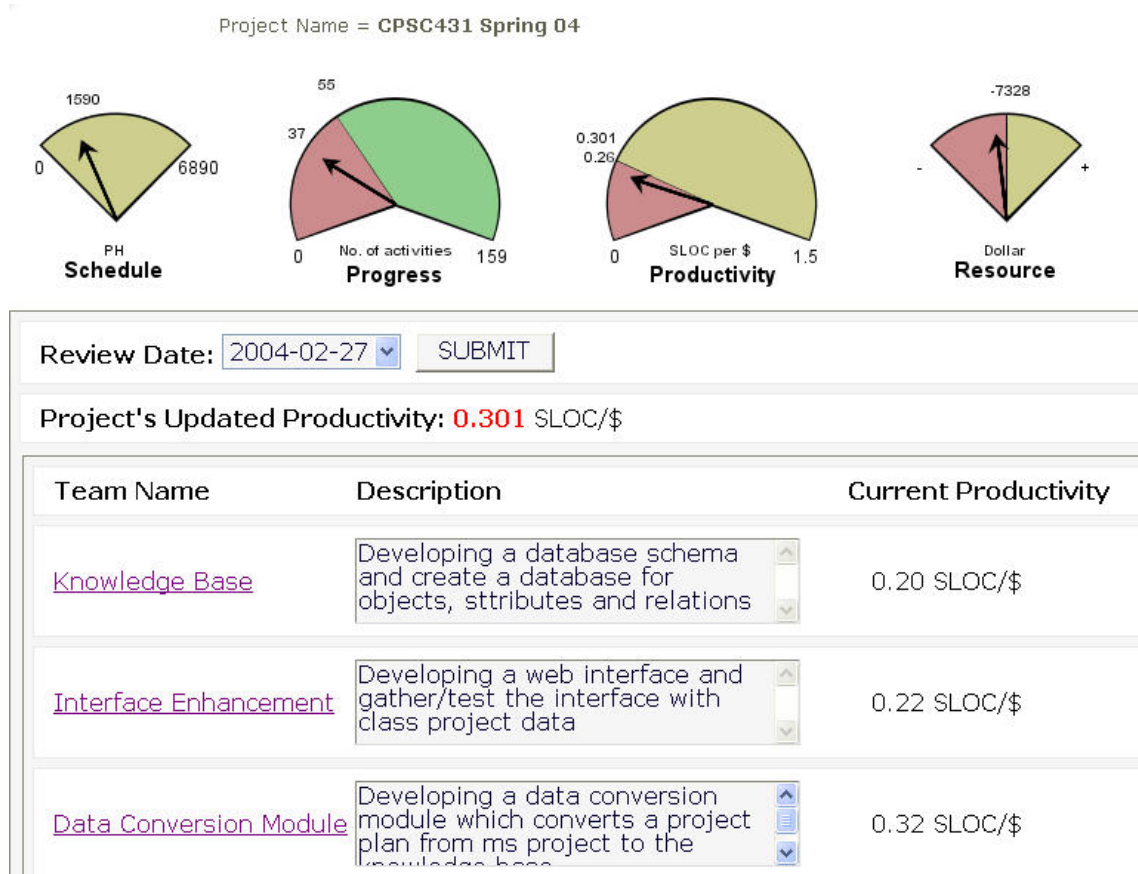 Project Name = CPSC431 Spring 04
1590
0
6890
PH
Schedule
55
37
0
No. of activities
159
Progress
0.301
0.26
0
SLOC per $
1.5
Productivity
-7328
-
+
Dollar
Resource
Review Date: 2004-02-27 SUBMIT
Project's Updated Productivity: 0.301 SLOC/$
Team Name Description Current Productivity
Knowledge Base
Developing a database schema
and create a database for
objects, sttributes and relations
0.20 SLOC/$
Interface Enhancement
Developing a web interface and
gather/test the interface with
class project data
0.22 SLOC/$
Data Conversion Module
Developing a data conversion
module which converts a project
plan from ms project to the
knowledge base
0.32 SLOC/$